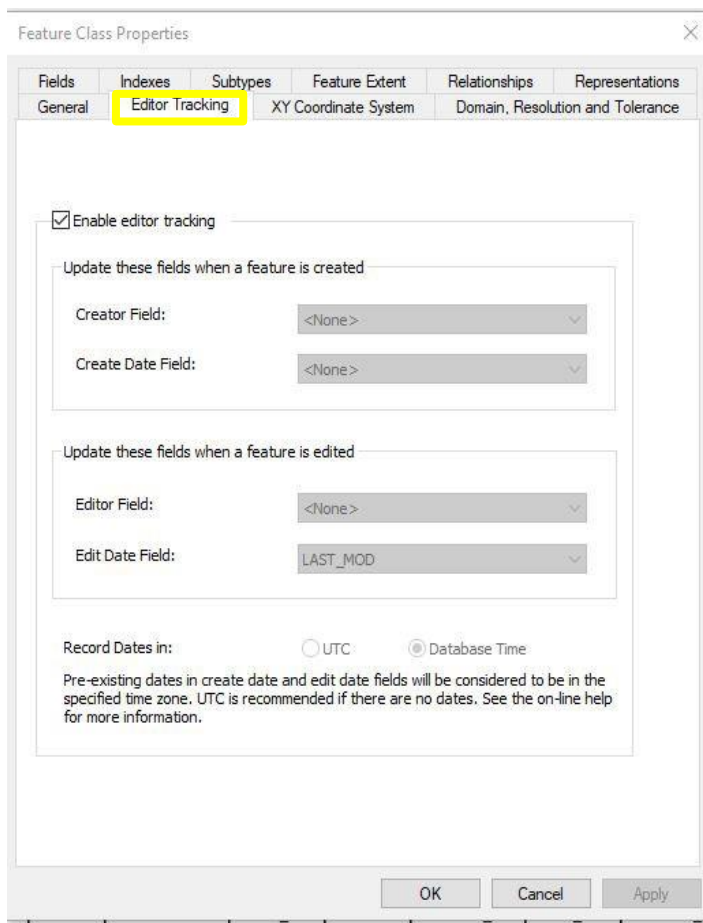 Feature Class Properties
Fields Indexes Subtypes Feature Extent Relationships Representations
General Editor Tracking XY Coordinate System Domain, Resolution and Tolerance
Enable editor tracking
Update these fields when a feature is created
Creator Field: <None>
Create Date Field: <None>
Update these fields when a feature is edited
Editor Field: <None>
Edit Date Field: LAST_MOD
Record Dates in: UTC Database Time
Pre-existing dates in create date and edit date fields will be considered to be in the
specified time zone. UTC is recommended if there are no dates. See the on-line help
for more information.
OK Cancel Apply